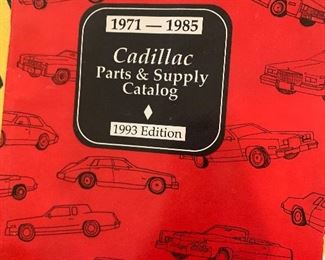 1971 — 1985
Cadillac
Parts & Supply
Catalog
1993 Edition